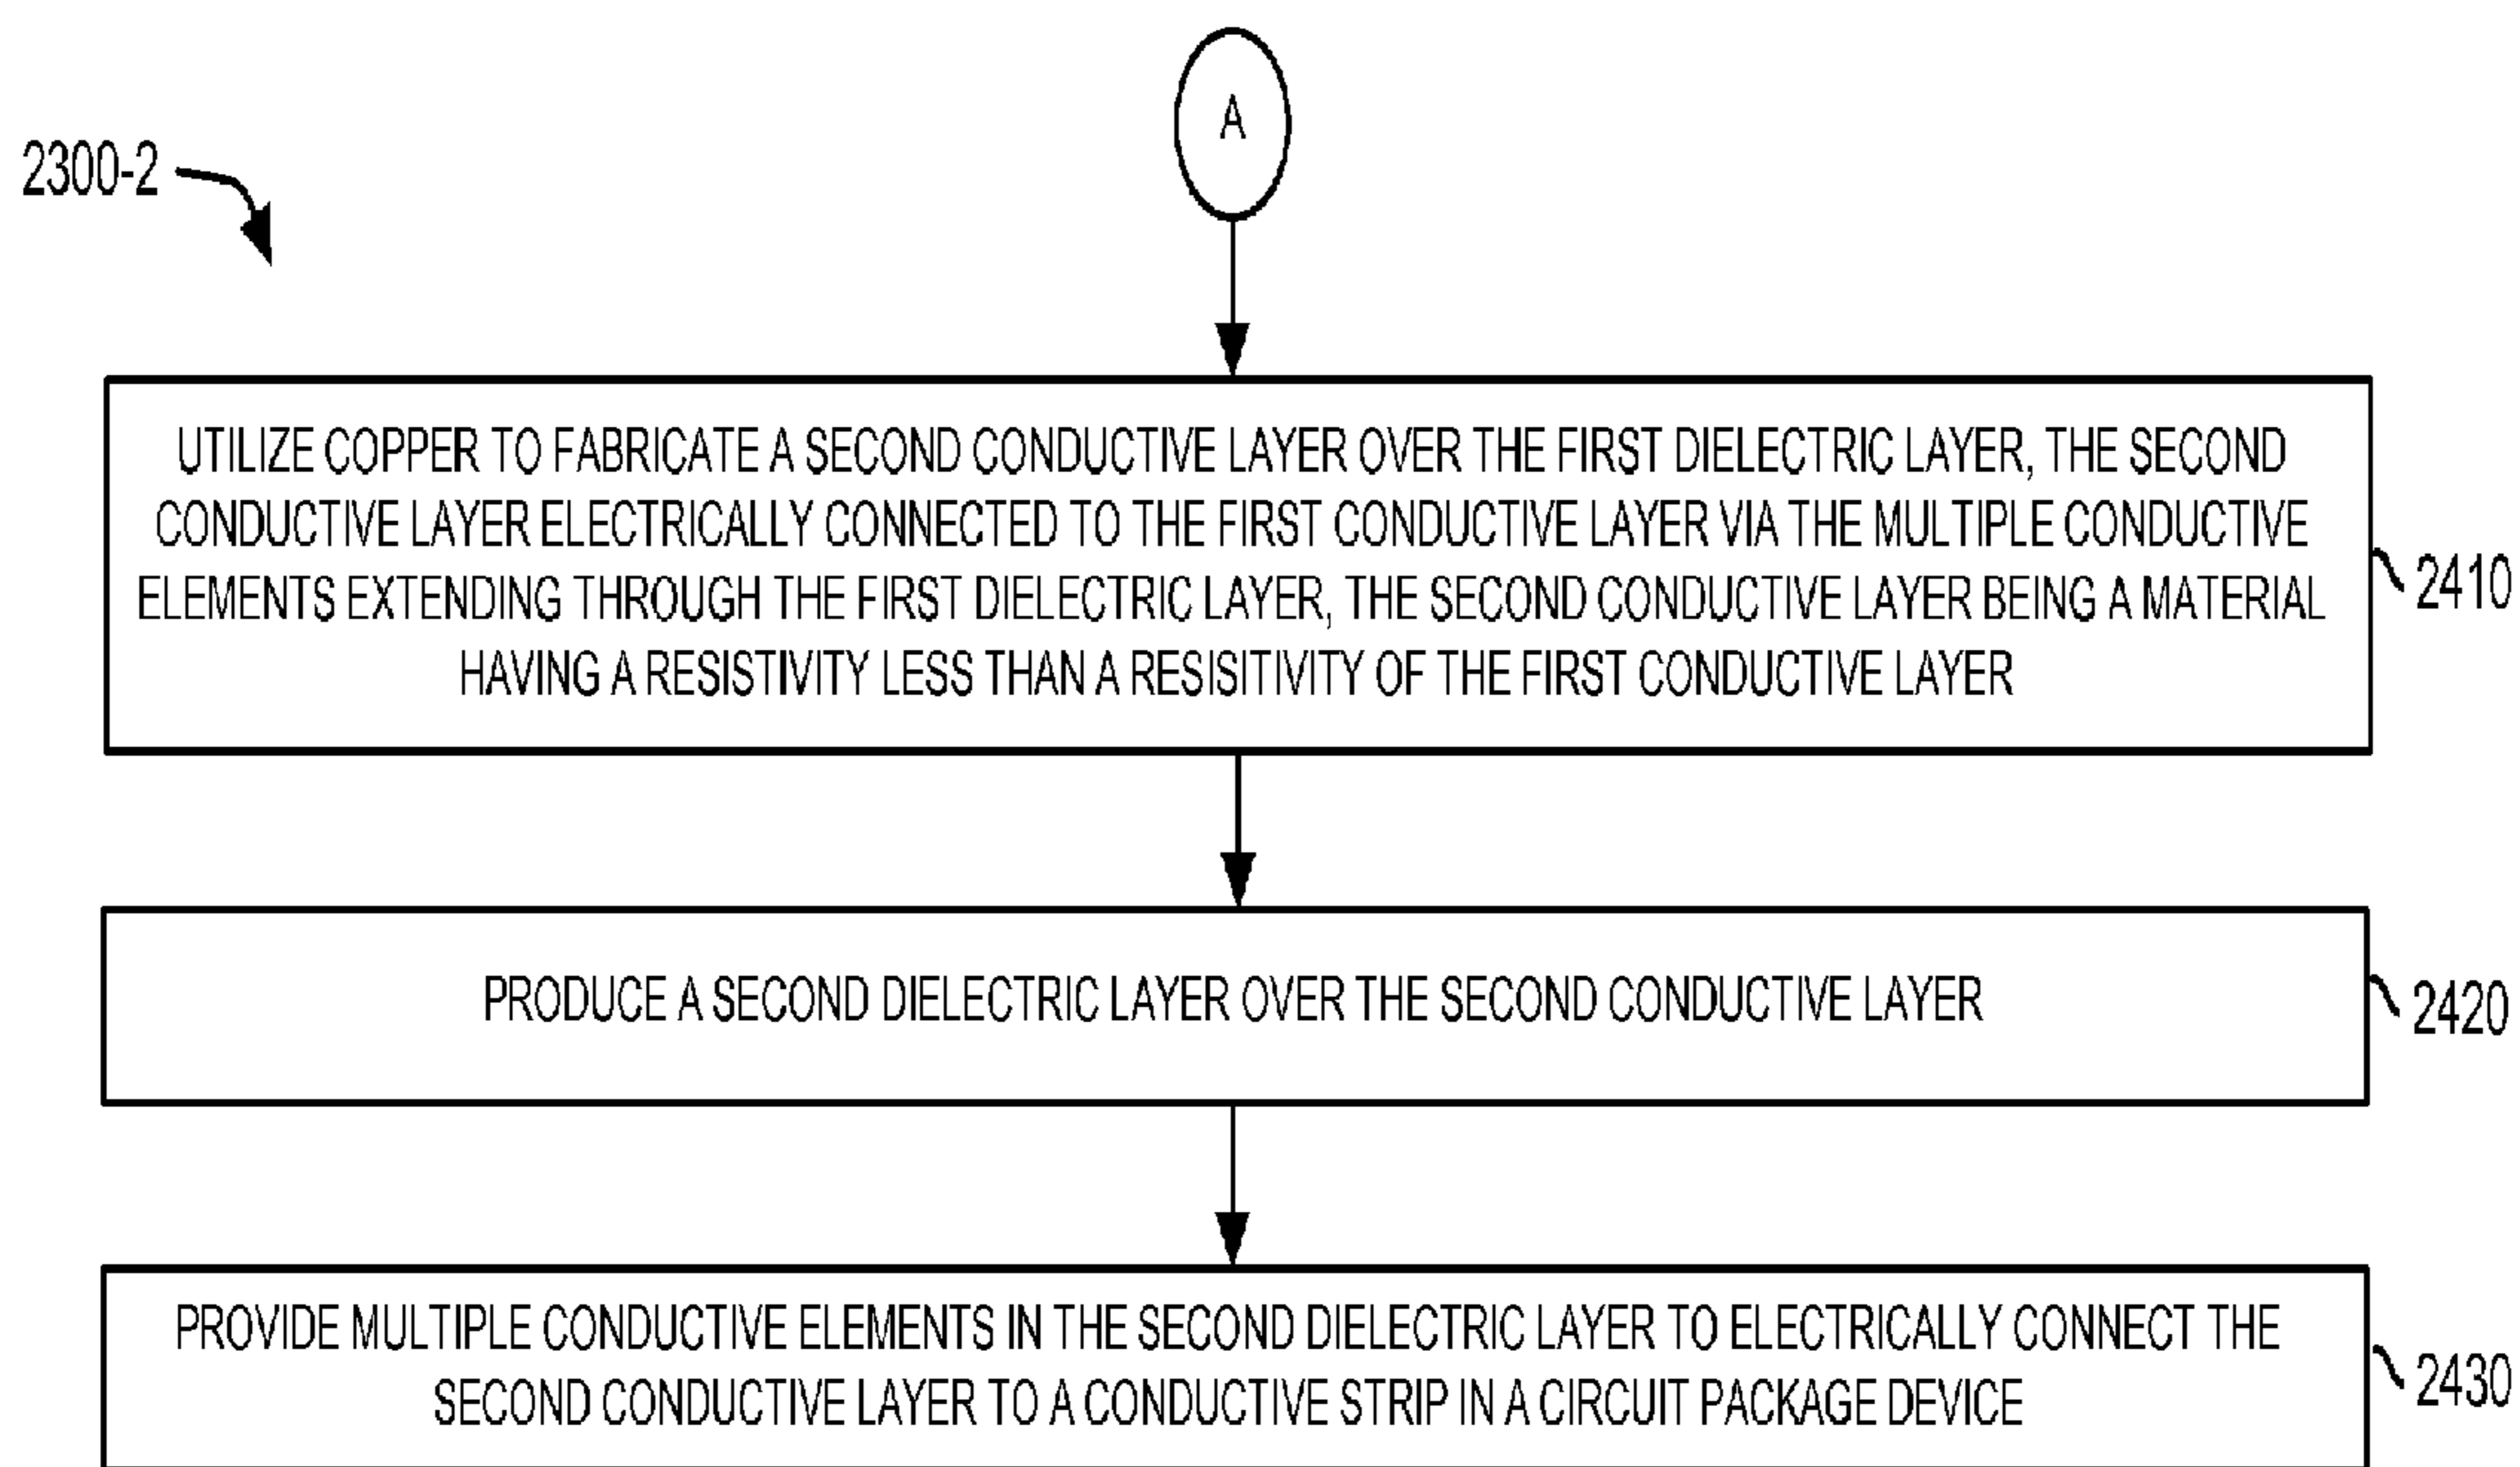 A
2300-2
UTILIZE COPPER TO FABRICATE A SECOND CONDUCTIVE LAYER OVER THE FIRST DIELECTRIC LAYER, THE SECOND
CONDUCTIVE LAYER ELECTRICALLY CONNECTED TO THE FIRST CONDUCTIVE LAYER VIA THE MULTIPLE CONDUCTIVE
ELEMENTS EXTENDING THROUGH THE FIRST DIELECTRIC LAYER, THE SECOND CONDUCTIVE LAYER BEING A MATERIAL
HAVING A RESISTIVITY LESS THAN A RESISITIVITY OF THE FIRST CONDUCTIVE LAYER
2410
PRODUCE A SECOND DIELECTRIC LAYER OVER THE SECOND CONDUCTIVE LAYER
2420
PROVIDE MULTIPLE CONDUCTIVE ELEMENTS IN THE SECOND DIELECTRIC LAYER TO ELECTRICALLY CONNECT THE
SECOND CONDUCTIVE LAYER TO A CONDUCTIVE STRIP IN A CIRCUIT PACKAGE DEVICE
2430